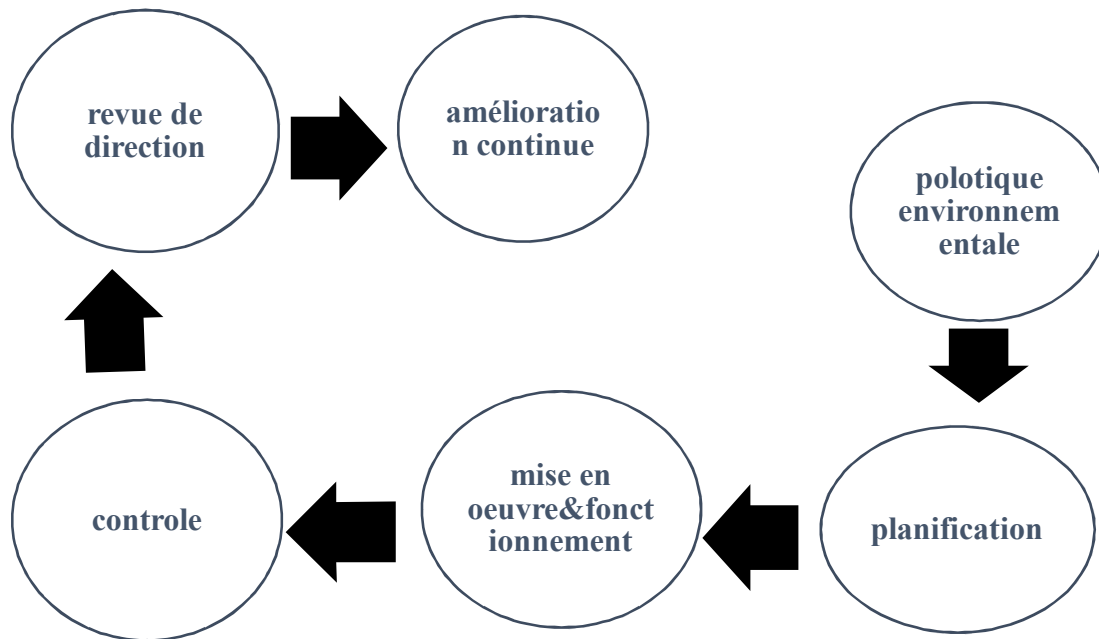 revue de
direction
amélioratio
n continue
polotique
environnem
entale
controle
mise en
oeuvre&fonct
ionnement
planification